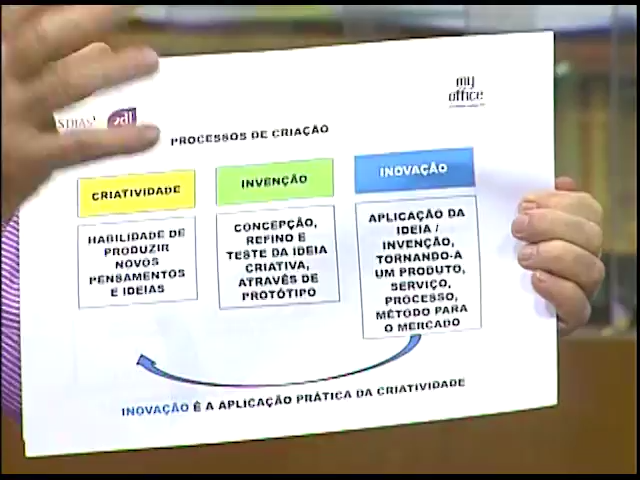 my
office
2dl
PROCESSOS DE CRIAÇÃO
CRIATIVIDADE
INVENÇÃO
INOVAÇÃO
HABILIDADE DE
PRODUZIR
NOVOS
PENSAMENTOS
E IDEIAS
CONCEPÇÃO,
REFINO E
TESTE DA IDEIA
CRIATIVA,
ATRAVÉS DE
PROTÓTIPO
APLICAÇÃO DA
IDEIA /
INVENÇÃO,
TORNANDO-A
UM PRODUTO,
SERVIÇO,
PROCESSO,
MÉTODO PARA
O MERCADO
INOVAÇÃO É A APLICAÇÃO PRÁTICA DA CRIATIVIDADE